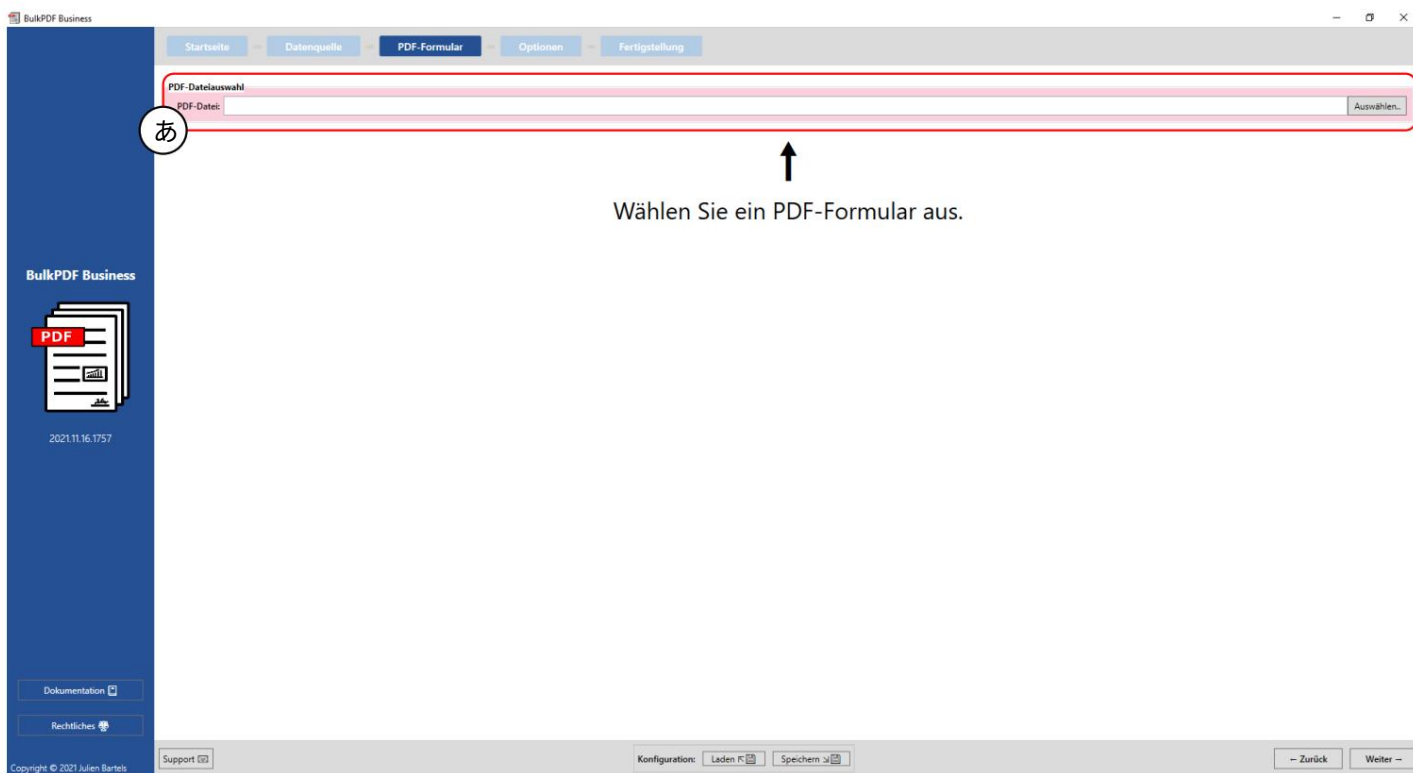 BulkPDF Business
Startseite Datenquelle PDF-Formular Optionen Fertigstellung
PDF-Dateiauswahl
PDF-Datei: Auswählen..
あ
Wählen Sie ein PDF-Formular aus.
BulkPDF Business
PDF
2021.11.16.1757
Dokumentation
Rechtliches
Copyright © 2021 Julien Bartels
Support Konfiguration: Laden Speichern ← Zurück Weiter →